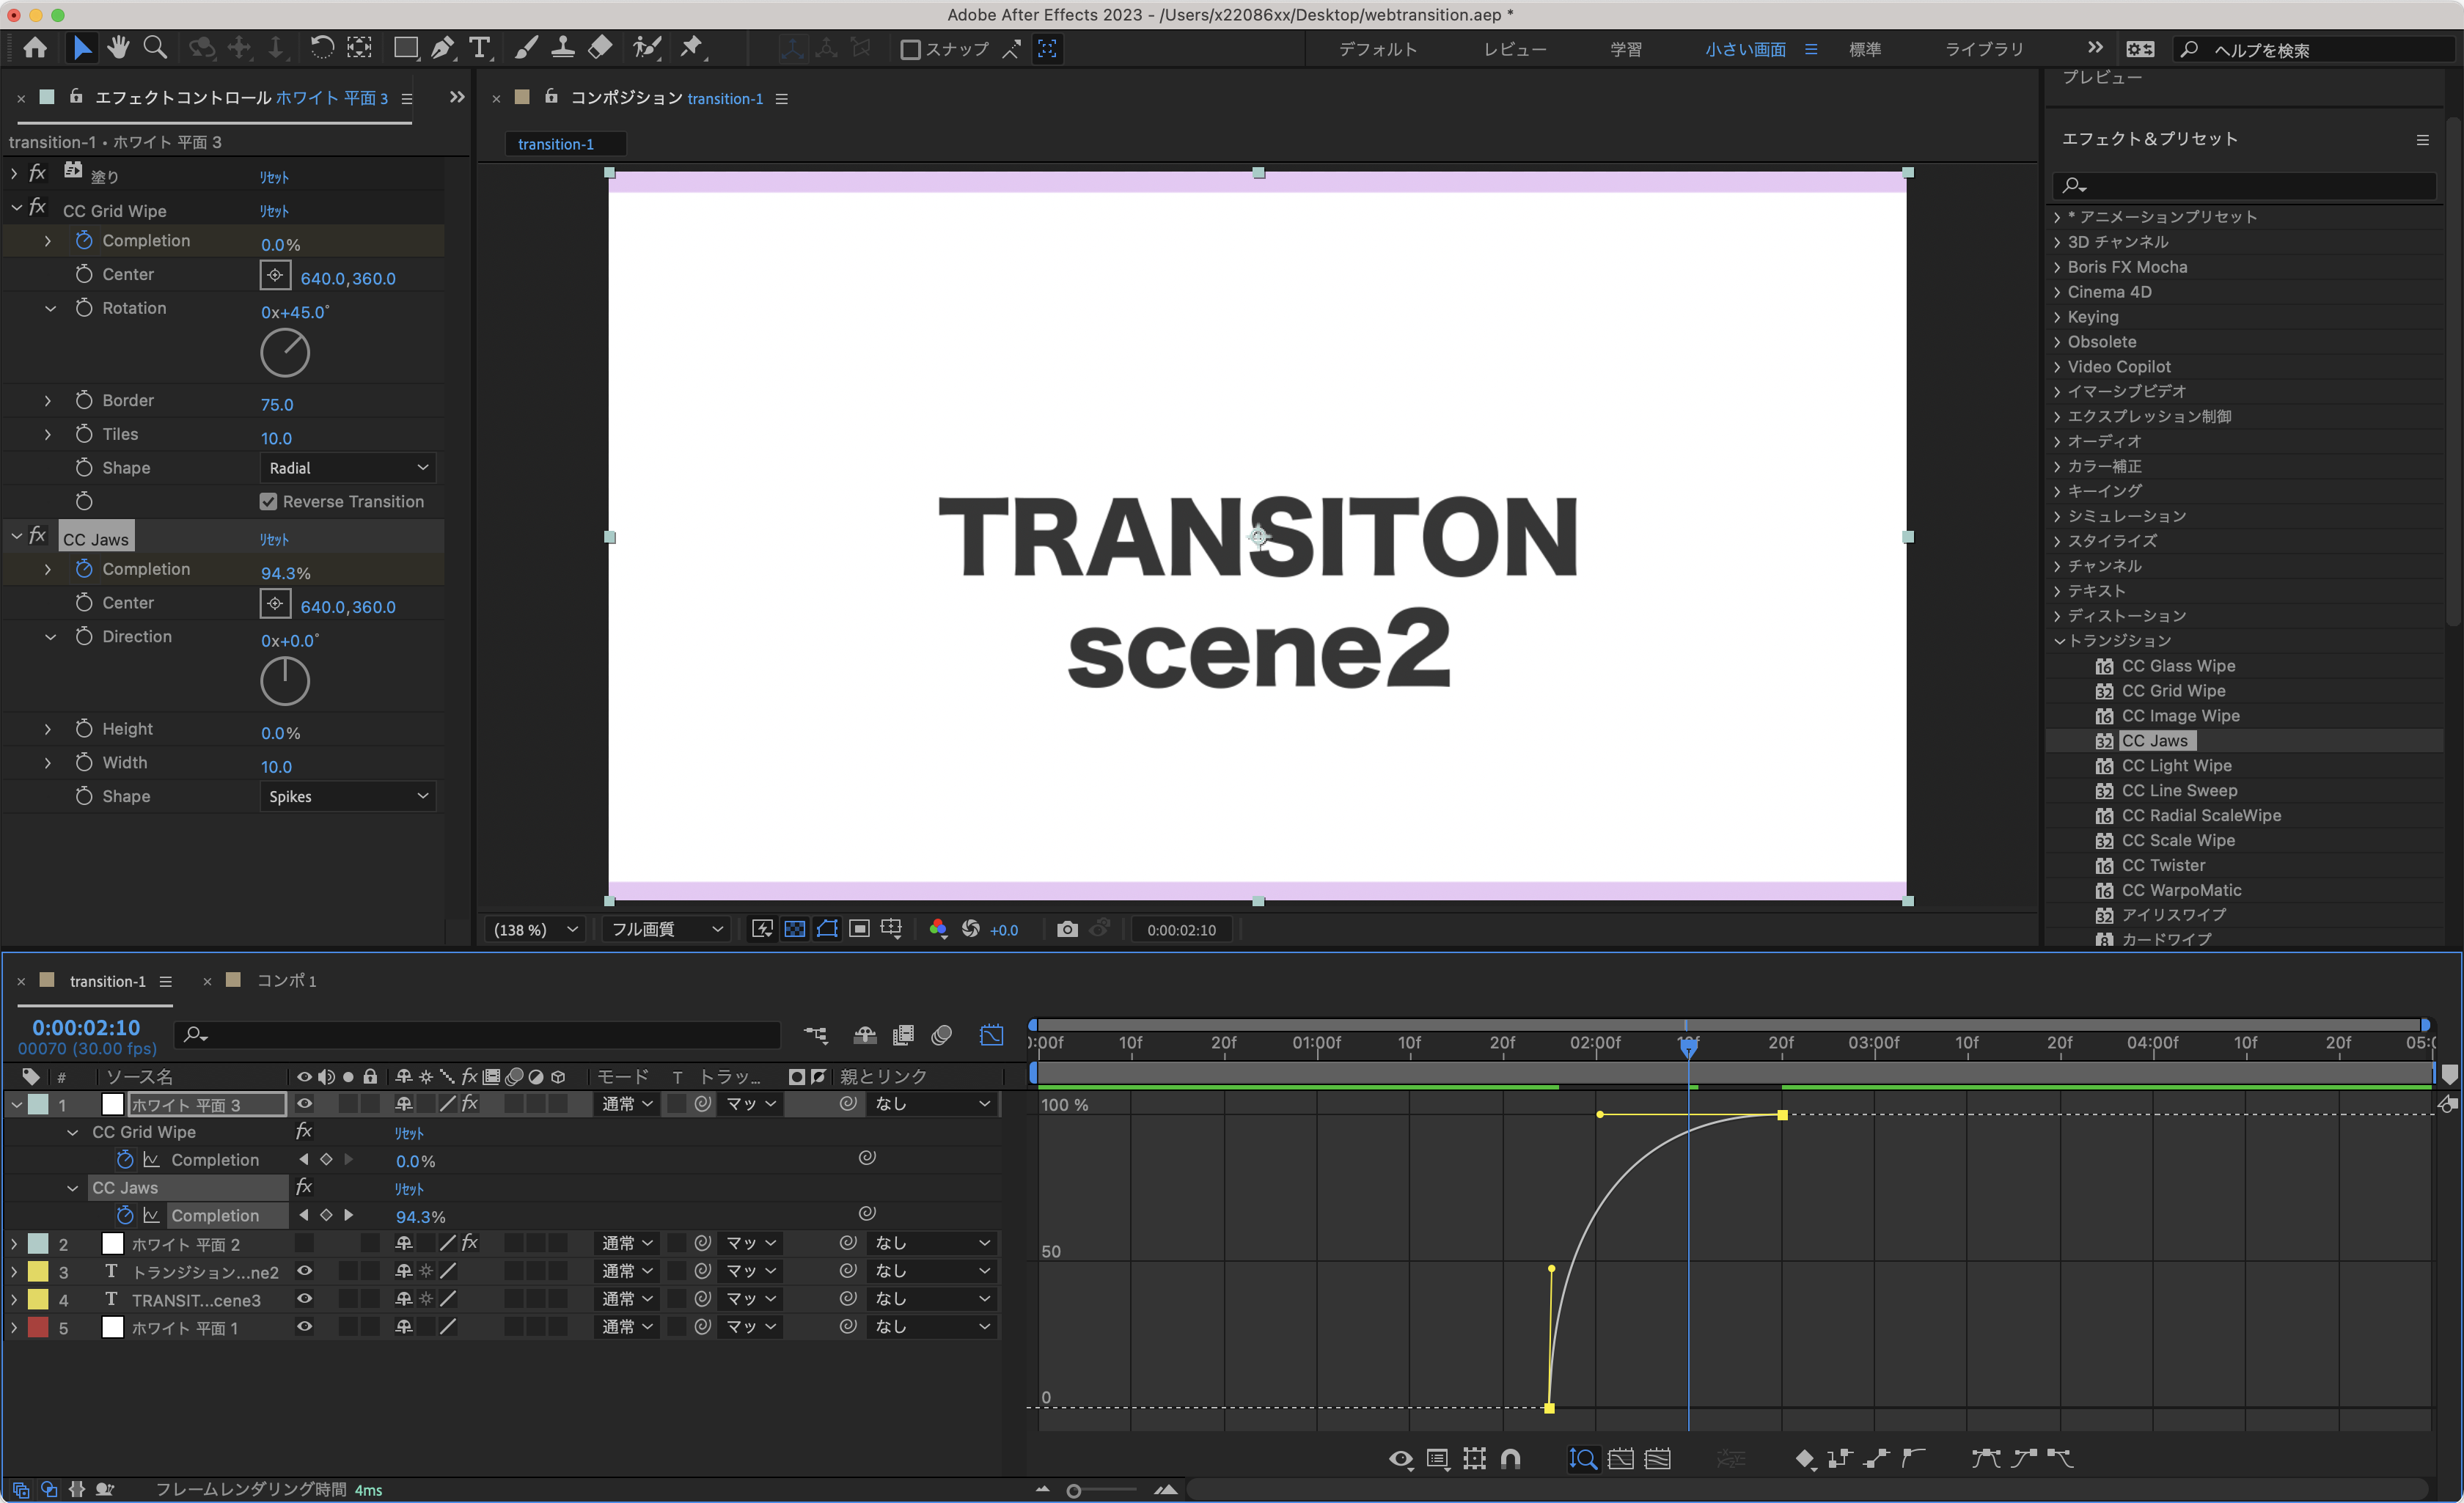 Adobe After Effects 2023 - /Users/x22086xx/Desktop/webtransition.aep *
スナップ
デフォルト レビュー 学習 小さい画面 標準 ライブラリ
ヘルプを検索
エフェクトコントロール ホワイト 平面 3
transition-1 • ホワイト 平面 3
fx 塗り リセット
fx CC Grid Wipe リセット
Completion 0.0%
Center 640.0,360.0
Rotation 0x+45.0°
Border 75.0
Tiles 10.0
Shape Radial
Reverse Transition
fx CC Jaws リセット
Completion 94.3%
Center 640.0,360.0
Direction 0x+0.0°
Height 0.0%
Width 10.0
Shape Spikes
コンポジション transition-1
transition-1
TRANSITON
scene2
(138 %) フル画質 +0.0 0:00:02:10
プレビュー
エフェクト＆プリセット
* アニメーションプリセット
3D チャンネル
Boris FX Mocha
Cinema 4D
Keying
Obsolete
Video Copilot
イマーシブビデオ
エクスプレッション制御
オーディオ
カラー補正
キーイング
シミュレーション
スタイライズ
チャンネル
テキスト
ディストーション
トランジション
16 CC Glass Wipe
32 CC Grid Wipe
16 CC Image Wipe
32 CC Jaws
16 CC Light Wipe
32 CC Line Sweep
16 CC Radial ScaleWipe
32 CC Scale Wipe
16 CC Twister
16 CC WarpoMatic
32 アイリスワイプ
8 カードワイプ
transition-1 コンポ 1
0:00:02:10
00070 (30.00 fps)
# ソース名 fx モード T トラッ... 親とリンク
1 ホワイト 平面 3 fx 通常 マッ なし
CC Grid Wipe fx リセット
Completion 0.0%
CC Jaws fx リセット
Completion 94.3%
2 ホワイト 平面 2 fx 通常 マッ なし
3 T トランジション...ne2 通常 マッ なし
4 T TRANSIT...cene3 通常 マッ なし
5 ホワイト 平面 1 通常 マッ なし
:00f 10f 20f 01:00f 10f 20f 02:00f 20f 03:00f 10f 20f 04:00f 10f 20f 05:
100 %
50
0
フレームレンダリング時間 4ms